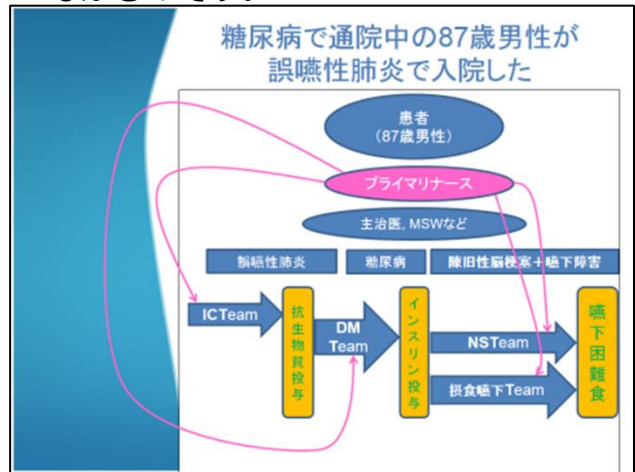 糖尿病で通院中の87歳男性が
誤嚥性肺炎で入院した
患者
(87歳男性)
プライマリナース
主治医, MSWなど
誤嚥性肺炎
糖尿病
陳旧性脳梗塞+嚥下障害
ICTeam
抗生物質投与
DM
Team
インスリン投与
NSTeam
摂食嚥下Team
嚥下困難食